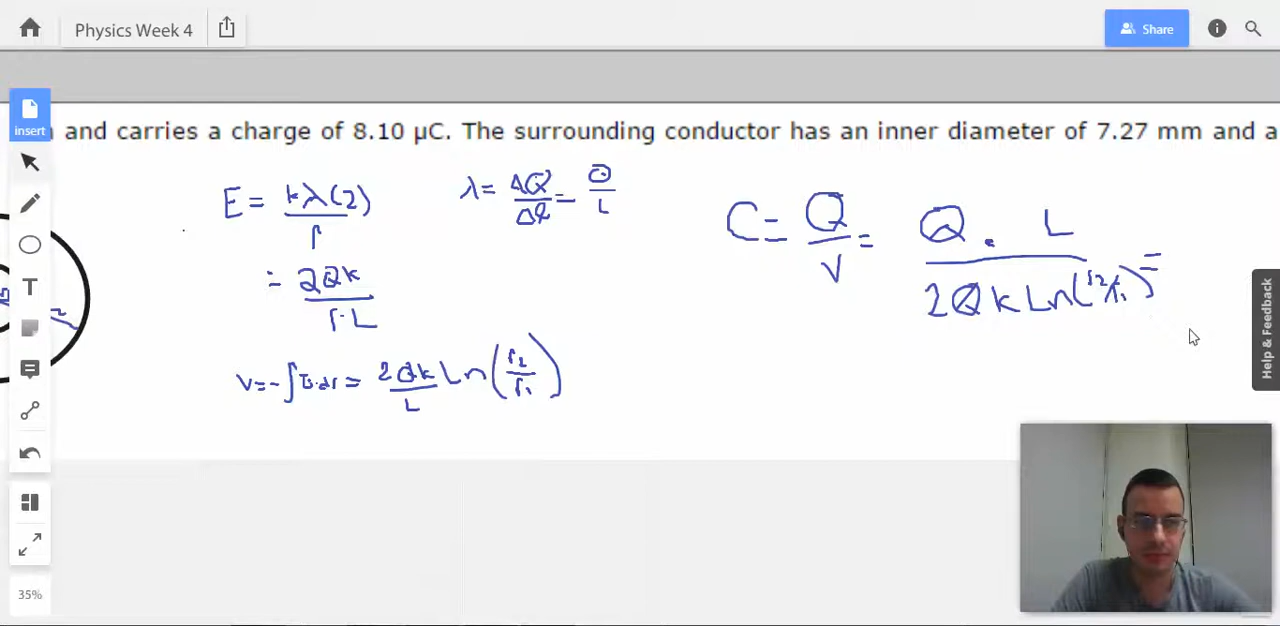 Physics Week 4
Share
insert
and carries a charge of 8.10 μC. The surrounding conductor has an inner diameter of 7.27 mm and a
E = kλ(2) / r
λ = ΔQ / Δl = Q / L
= 2Qk / r·L
V = -∫E·dr = 2Qk / L Ln(r2 / r1)
C = Q / V = Q · L / 2QkLn(r2/r1) =
Help & Feedback
35%